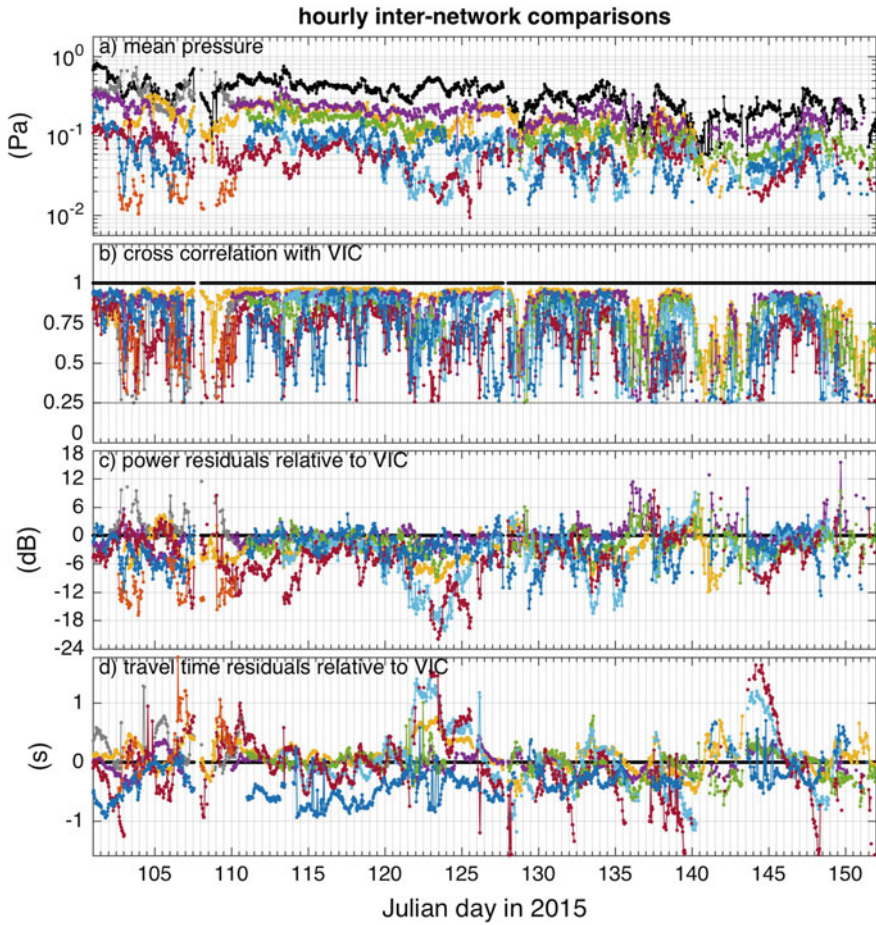 hourly inter-network comparisons
a) mean pressure
10⁰
10⁻¹
10⁻²
(Pa)
b) cross correlation with VIC
1
0.75
0.5
0.25
0
c) power residuals relative to VIC
18
12
6
0
-6
-12
-18
-24
(dB)
d) travel time residuals relative to VIC
1
0
-1
(s)
105 110 115 120 125 130 135 140 145 150
Julian day in 2015